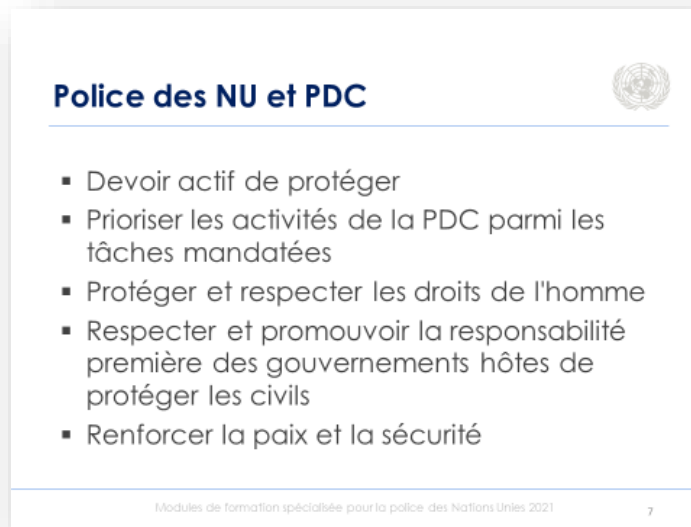 Police des NU et PDC
▪ Devoir actif de protéger
▪ Prioriser les activités de la PDC parmi les
tâches mandatées
▪ Protéger et respecter les droits de l'homme
▪ Respecter et promouvoir la responsabilité
première des gouvernements hôtes de
protéger les civils
▪ Renforcer la paix et la sécurité
Modules de formation spécialisée pour la police des Nations Unies 2021
7